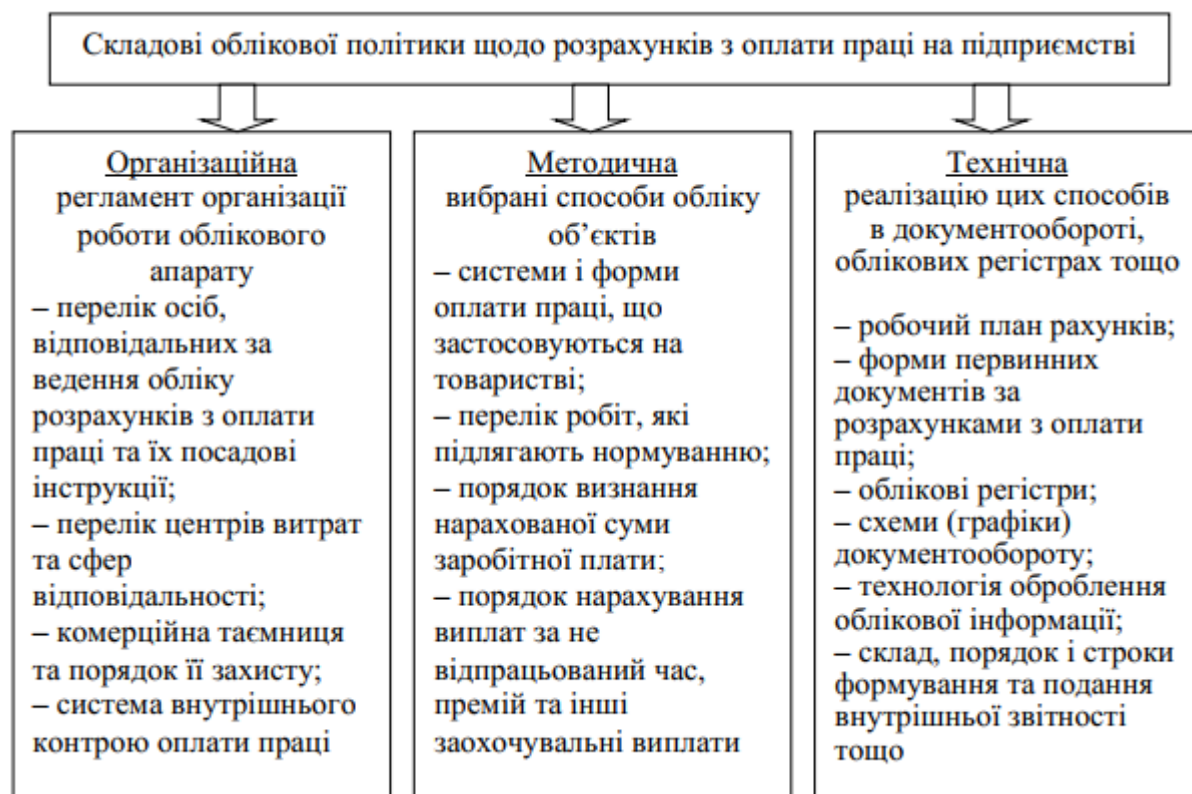 Складові облікової політики щодо розрахунків з оплати праці на підприємстві
Організаційна
регламент організації
роботи облікового
апарату
– перелік осіб,
відповідальних за
ведення обліку
розрахунків з оплати
праці та їх посадові
інструкції;
– перелік центрів витрат
та сфер
відповідальності;
– комерційна таємниця
та порядок її захисту;
– система внутрішнього
контрою оплати праці
Методична
вибрані способи обліку
об’єктів
– системи і форми
оплати праці, що
застосовуються на
товаристві;
– перелік робіт, які
підлягають нормуванню;
– порядок визнання
нарахованої суми
заробітної плати;
– порядок нарахування
виплат за не
відпрацьований час,
премій та інші
заохочувальні виплати
Технічна
реалізацію цих способів
в документообороті,
облікових регістрах тощо
– робочий план рахунків;
– форми первинних
документів за
розрахунками з оплати
праці;
– облікові регістри;
– схеми (графіки)
документообороту;
– технологія оброблення
облікової інформації;
– склад, порядок і строки
формування та подання
внутрішньої звітності
тощо